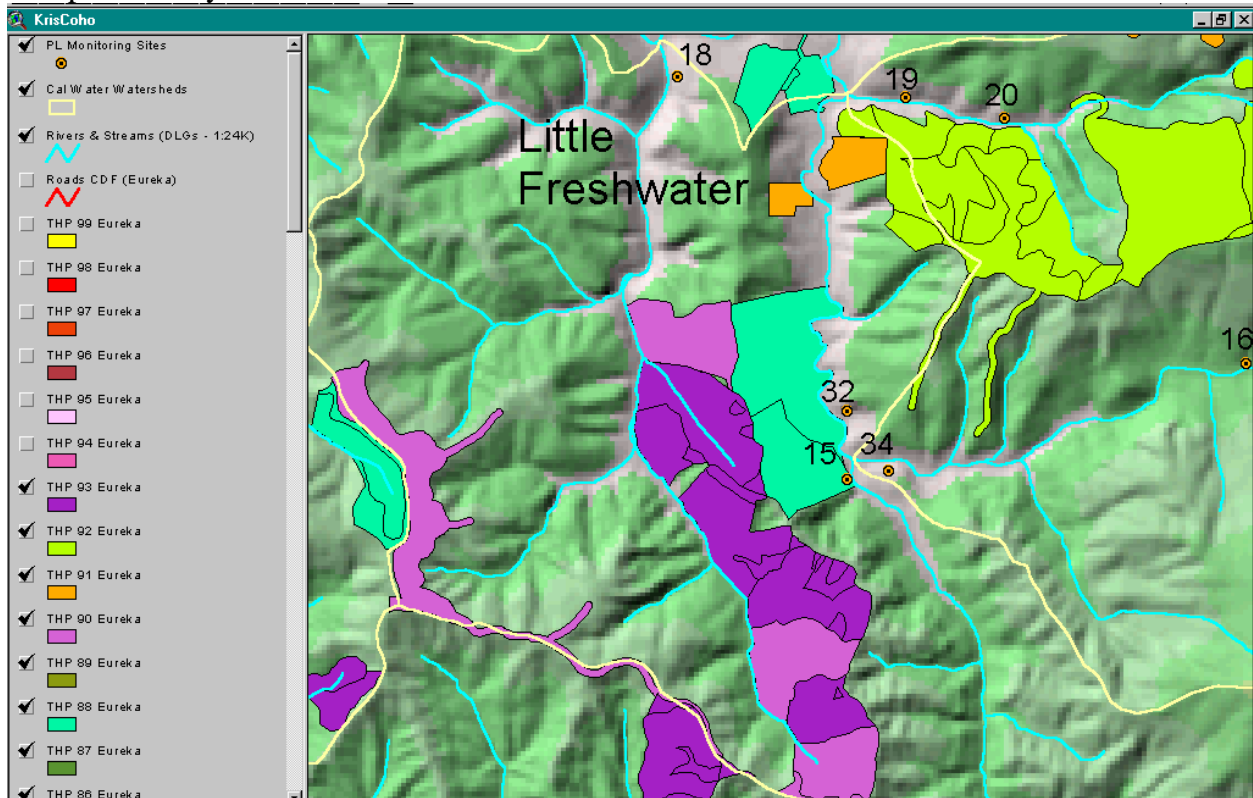 KrisCoho
PL Monitoring Sites
Cal Water Watersheds
Rivers & Streams (DLGs - 1:24K)
Roads CDF (Eureka)
THP 99 Eureka
THP 98 Eureka
THP 97 Eureka
THP 96 Eureka
THP 95 Eureka
THP 94 Eureka
THP 93 Eureka
THP 92 Eureka
THP 91 Eureka
THP 90 Eureka
THP 89 Eureka
THP 88 Eureka
THP 87 Eureka
THP 86 Eureka
18
19
20
Little
Freshwater
16
32
15 34